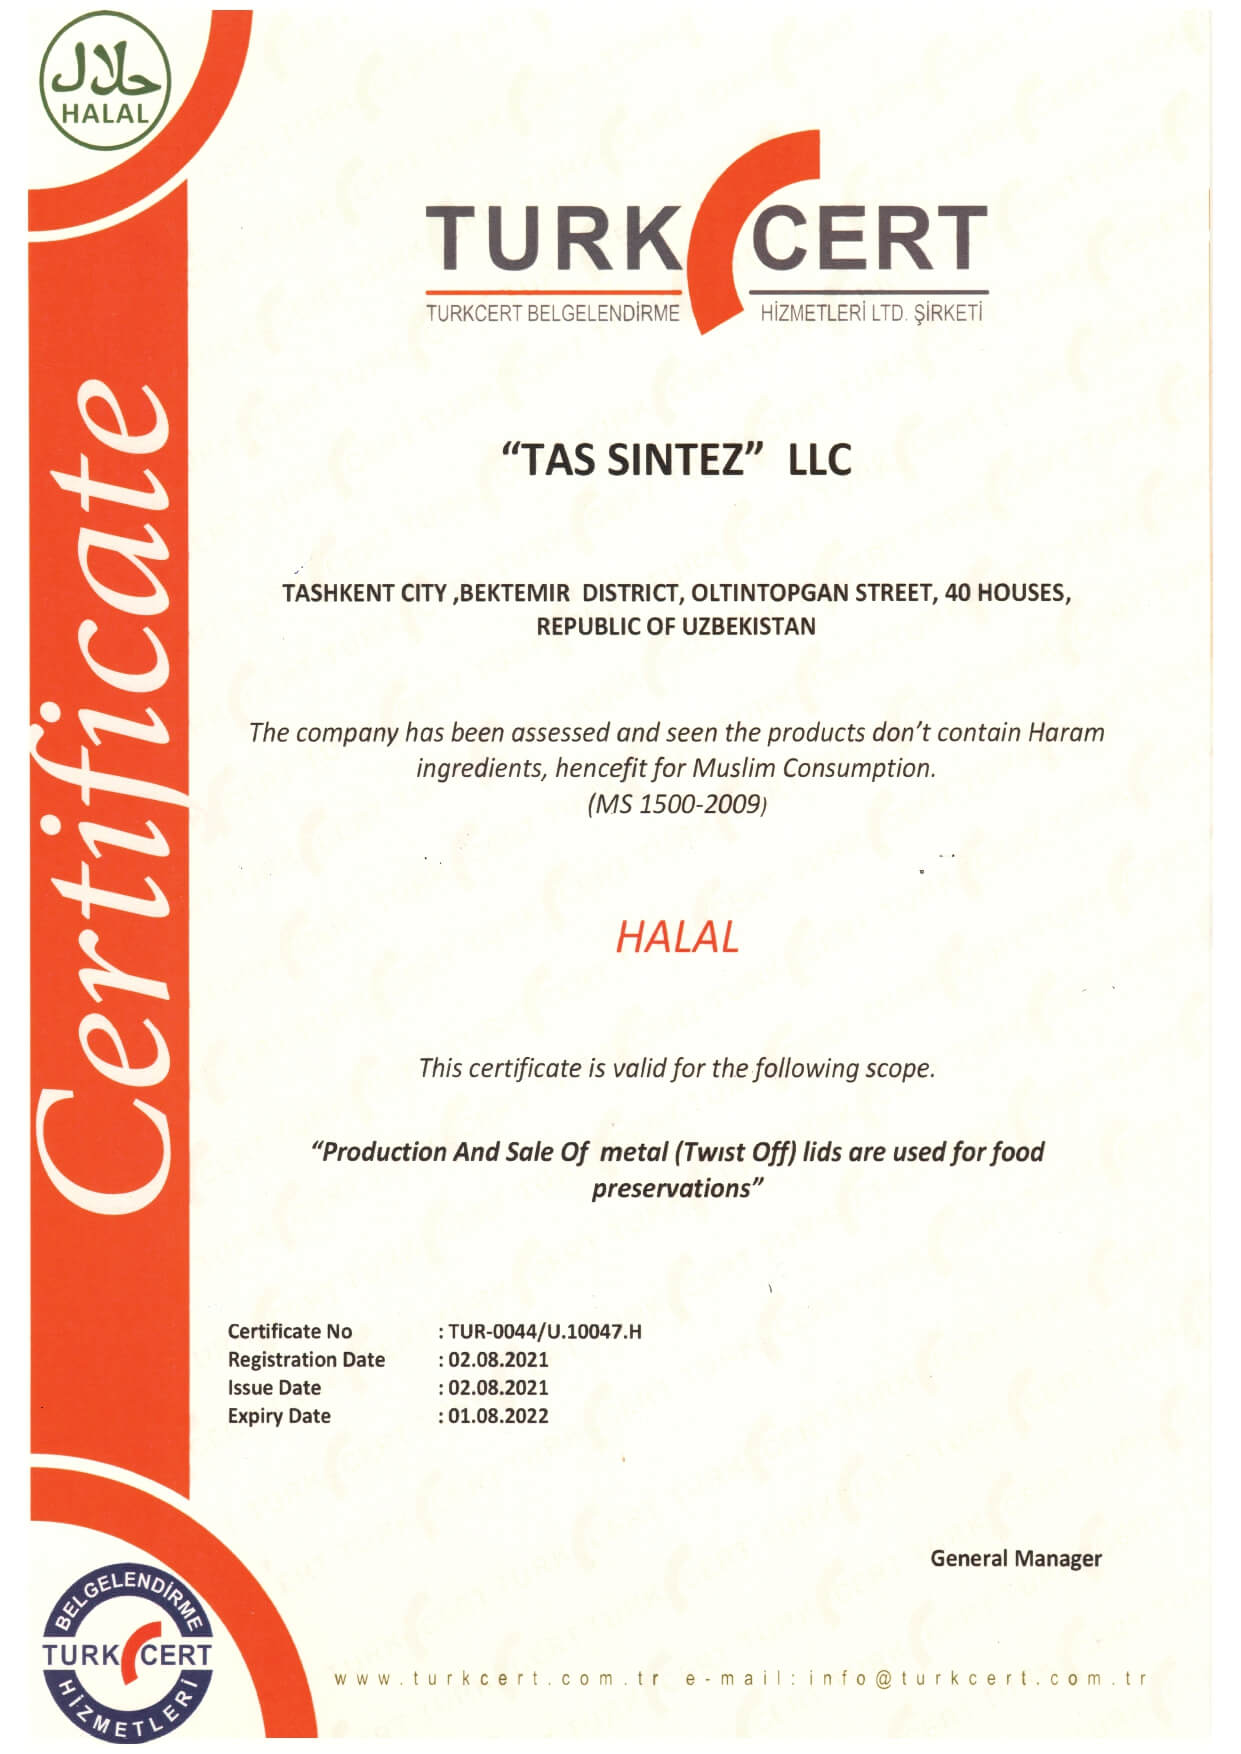 حلال
HALAL
TURK CERT
TURKCERT BELGELENDİRME HİZMETLERİ LTD. ŞİRKETİ
Certificate
“TAS SINTEZ” LLC
TASHKENT CITY ,BEKTEMIR DISTRICT, OLTINTOPGAN STREET, 40 HOUSES,
REPUBLIC OF UZBEKISTAN
The company has been assessed and seen the products don’t contain Haram
ingredients, hencefit for Muslim Consumption.
(MS 1500-2009)
HALAL
This certificate is valid for the following scope.
“Production And Sale Of metal (Twıst Off) lids are used for food
preservations”
Certificate No : TUR-0044/U.10047.H
Registration Date : 02.08.2021
Issue Date : 02.08.2021
Expiry Date : 01.08.2022
General Manager
BELGELENDİRME
TURK CERT
HİZMETLERİ
www.turkcert.com.tr e-mail:info@turkcert.com.tr